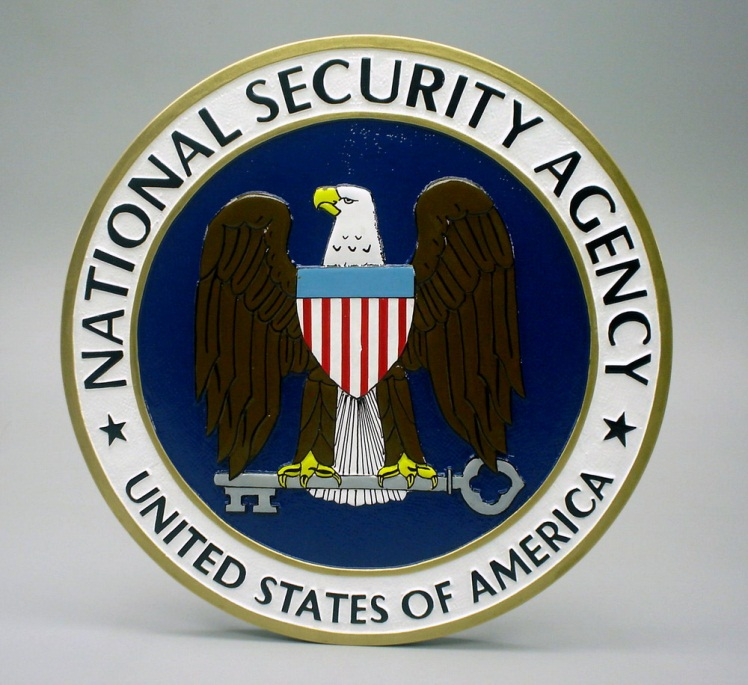 NATIONAL SECURITY AGENCY
UNITED STATES OF AMERICA